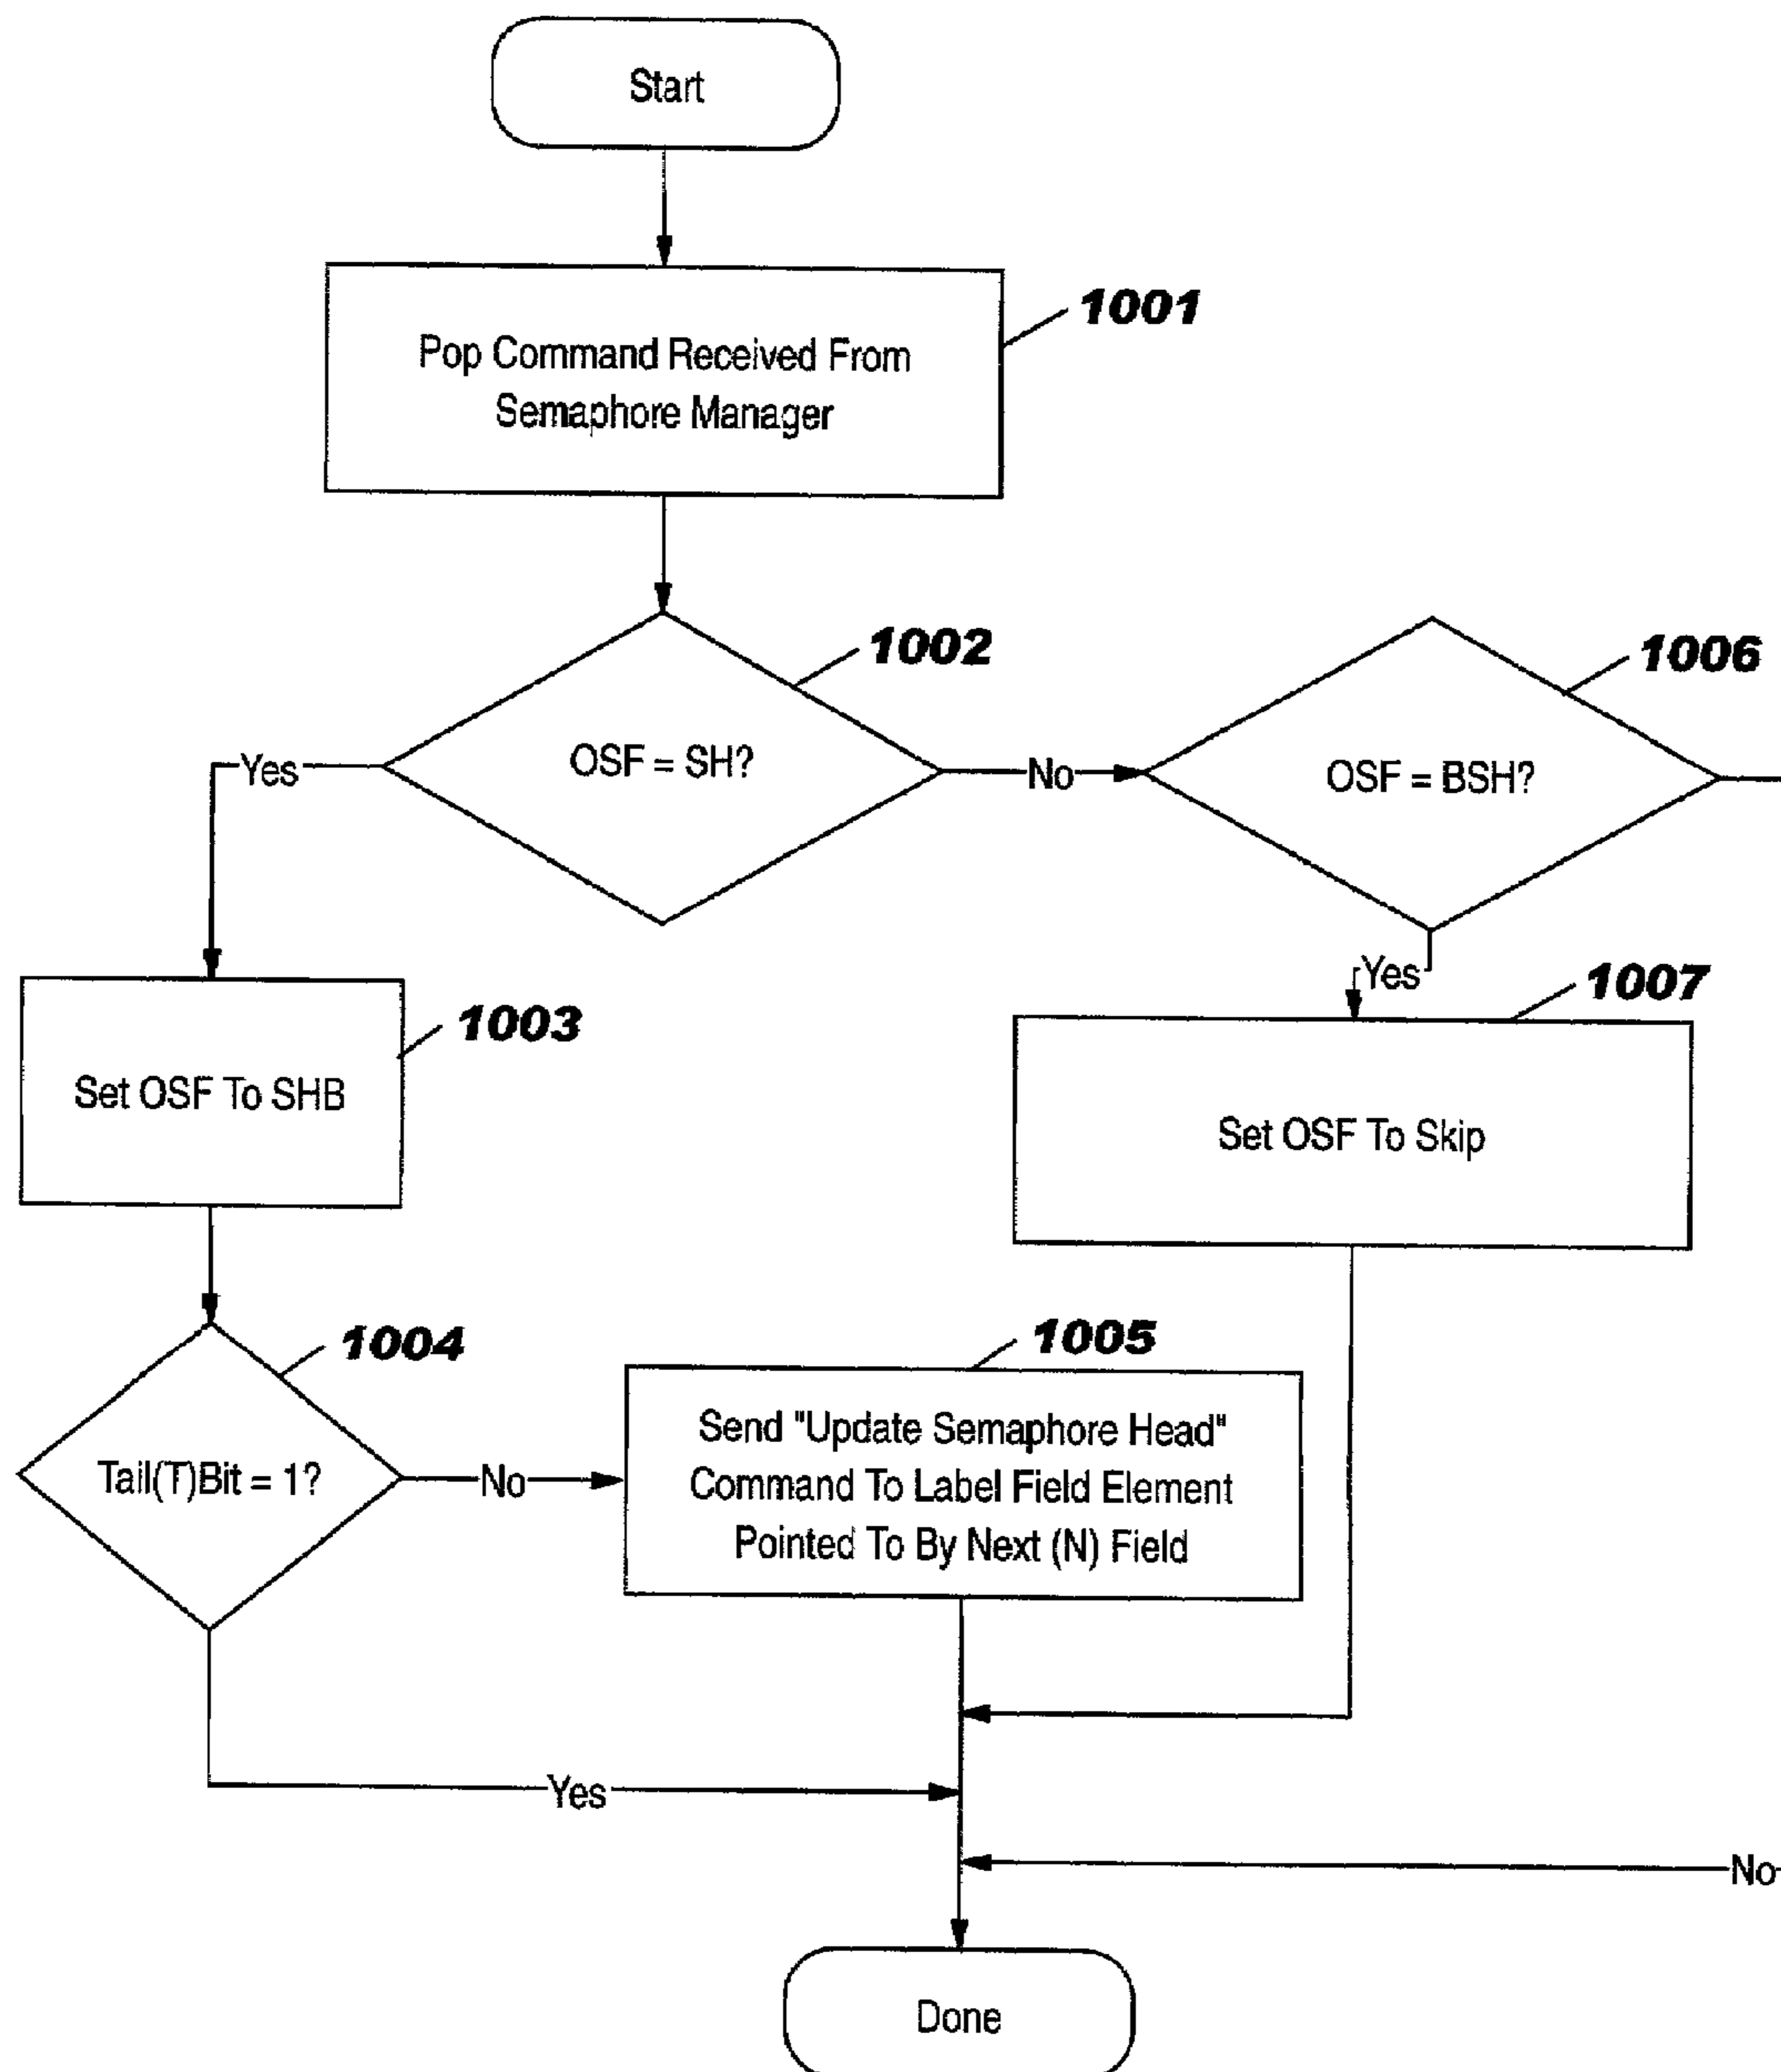 Start
1001
Pop Command Received From
Semaphore Manager
1002
OSF = SH?
Yes
No
1006
OSF = BSH?
Yes
1003
Set OSF To SHB
1007
Set OSF To Skip
1004
Tail(T)Bit = 1?
No
1005
Send "Update Semaphore Head"
Command To Label Field Element
Pointed To By Next (N) Field
Yes
No
Done